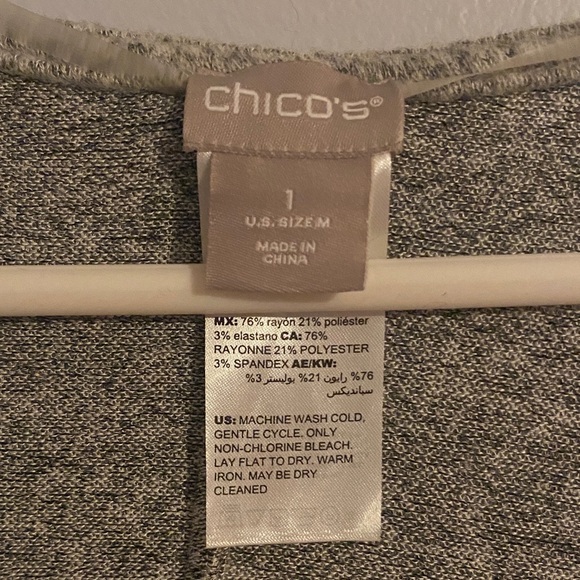 chico's®
1
U.S. SIZE M
MADE IN
CHINA
MX: 76% rayón 21% poliéster
3% elastano CA: 76%
RAYONNE 21% POLYESTER
3% SPANDEX AE/KW:
76% رايون 21% بوليستر 3%
سباندیکس
US: MACHINE WASH COLD,
GENTLE CYCLE. ONLY
NON-CHLORINE BLEACH.
LAY FLAT TO DRY. WARM
IRON. MAY BE DRY
CLEANED